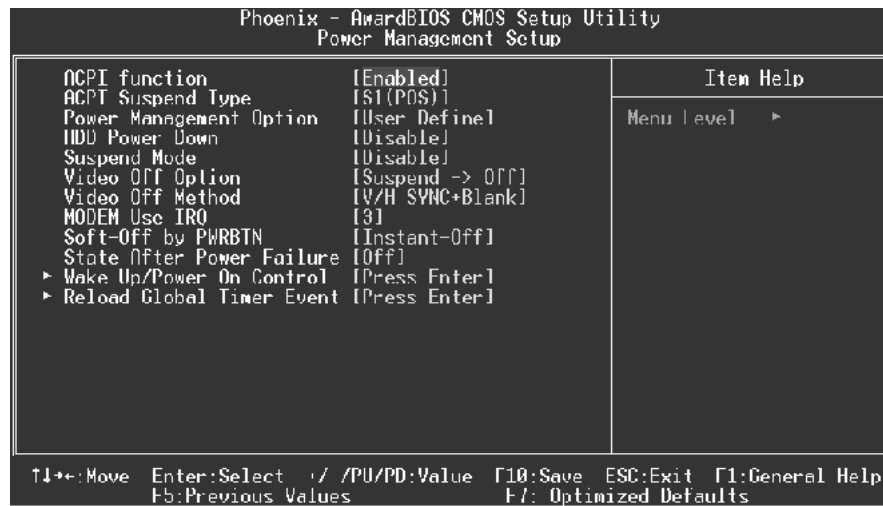 Phoenix - AwardBIOS CMOS Setup Utility
Power Management Setup
ACPI function [Enabled]
ACPI Suspend Type [S1(POS)]
Power Management Option [User Define]
HDD Power Down [Disable]
Suspend Mode [Disable]
Video Off Option [Suspend -> Off]
Video Off Method [V/H SYNC+Blank]
MODEM Use IRQ [3]
Soft-Off by PWRBTN [Instant-Off]
State After Power Failure [Off]
► Wake Up/Power On Control [Press Enter]
► Reload Global Timer Event [Press Enter]
Item Help
Menu Level ►
↑↓→←:Move Enter:Select +/-/PU/PD:Value F10:Save ESC:Exit F1:General Help
F5:Previous Values F7: Optimized Defaults